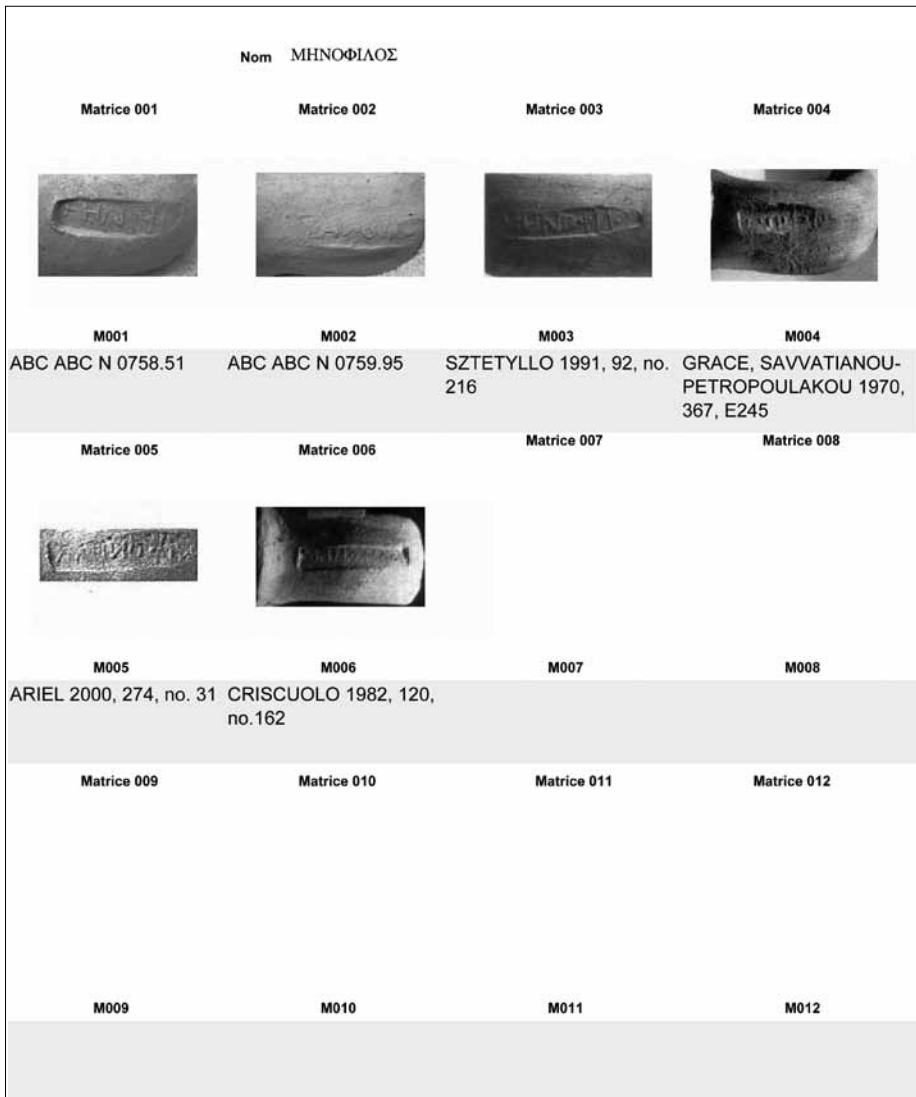 Nom ΜΗΝΟΦΙΛΟΣ
Matrice 001 Matrice 002 Matrice 003 Matrice 004
M001 M002 M003 M004
ABC ABC N 0758.51
ABC ABC N 0759.95
SZTETYLLO 1991, 92, no.
216
GRACE, SAVVATIANOU-
PETROPOULAKOU 1970,
367, E245
Matrice 005 Matrice 006 Matrice 007 Matrice 008
M005 M006 M007 M008
ARIEL 2000, 274, no. 31
CRISCUOLO 1982, 120,
no.162
Matrice 009 Matrice 010 Matrice 011 Matrice 012
M009 M010 M011 M012